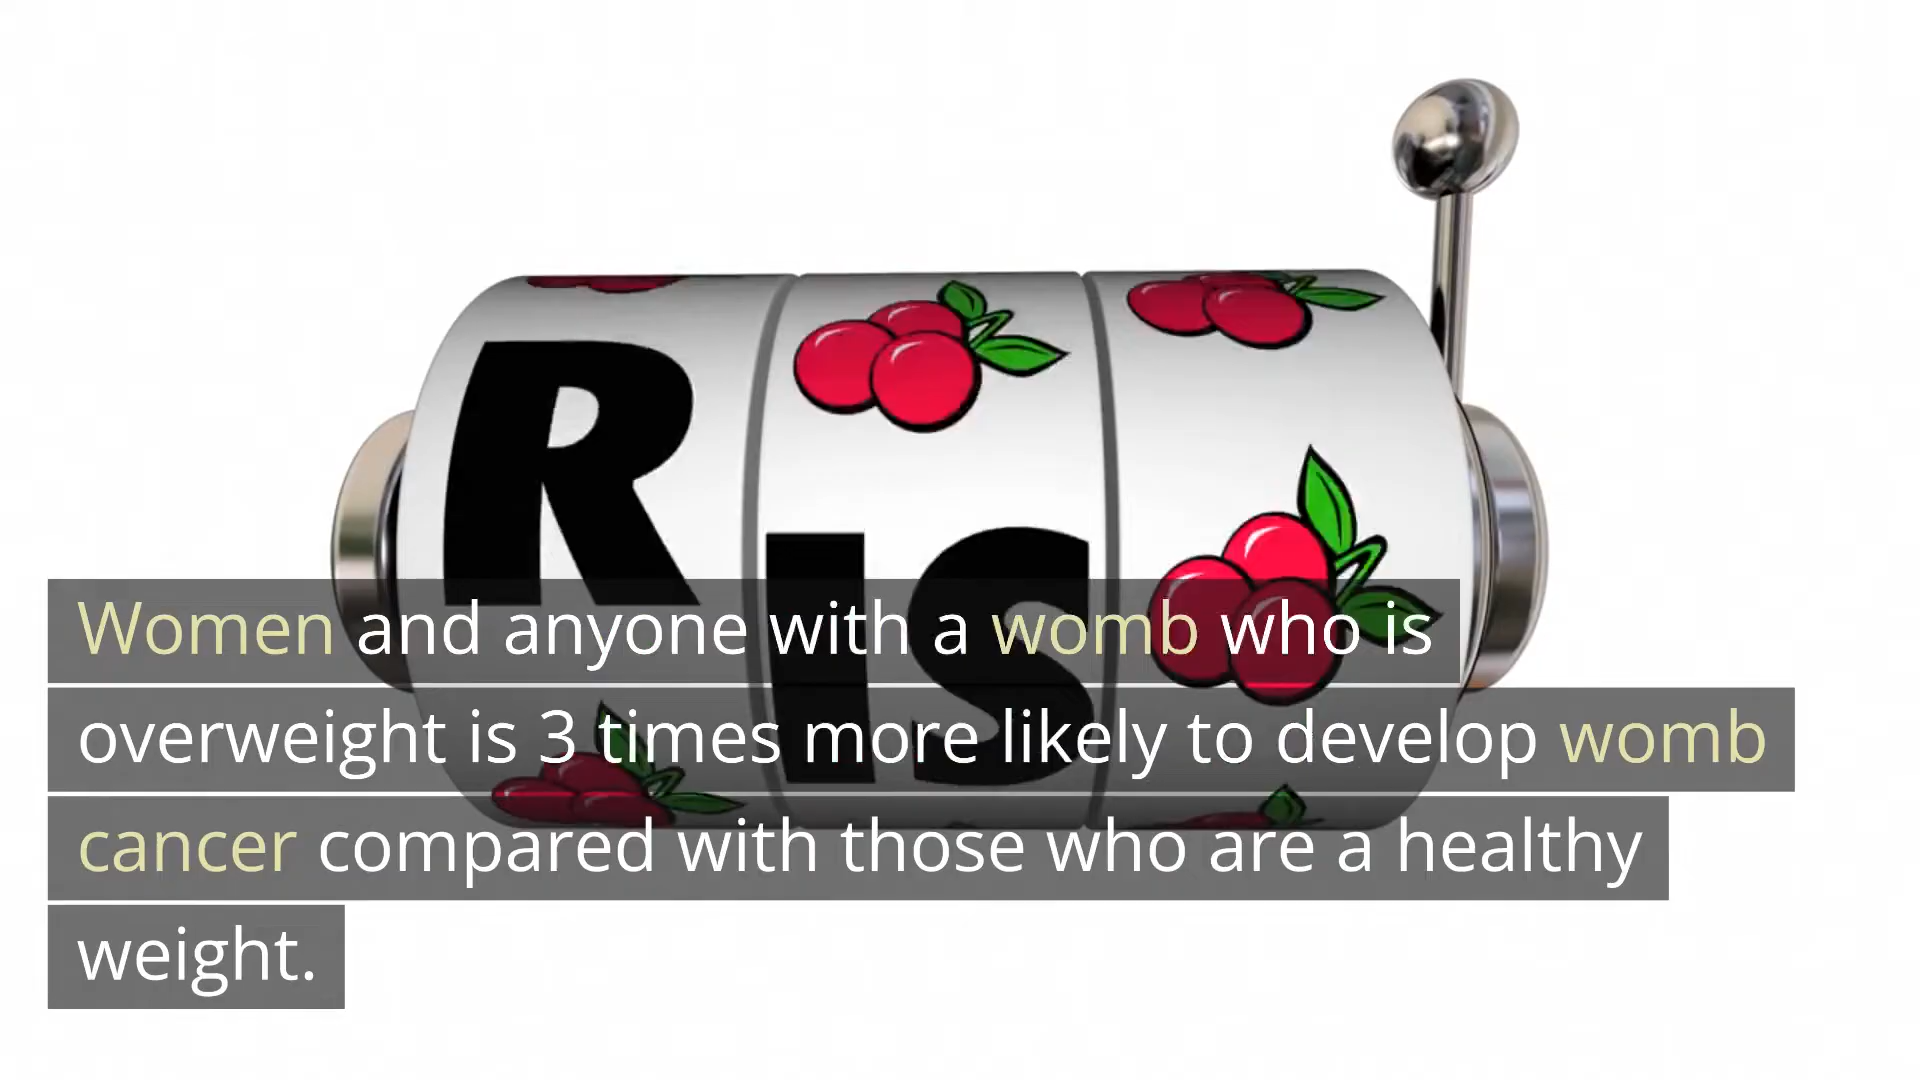 R
IS
Women and anyone with a womb who is
overweight is 3 times more likely to develop womb
cancer compared with those who are a healthy
weight.